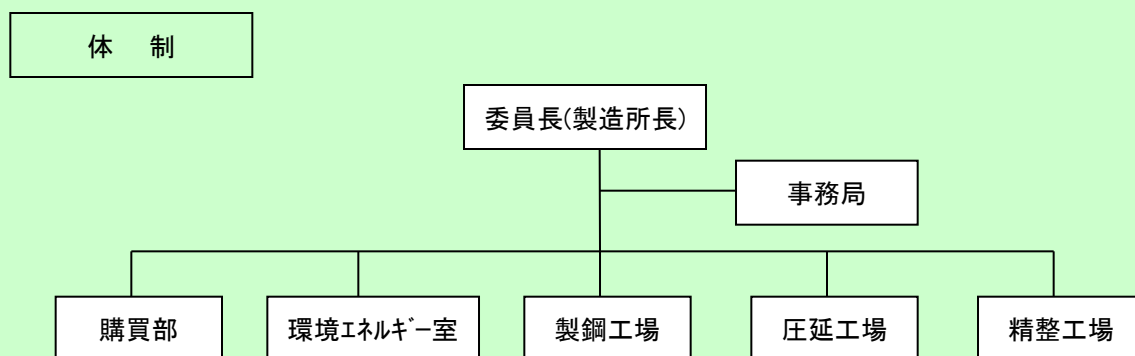 体　制
委員長(製造所長)
事務局
購買部
環境ｴﾈﾙｷﾞｰ室
製鋼工場
圧延工場
精整工場